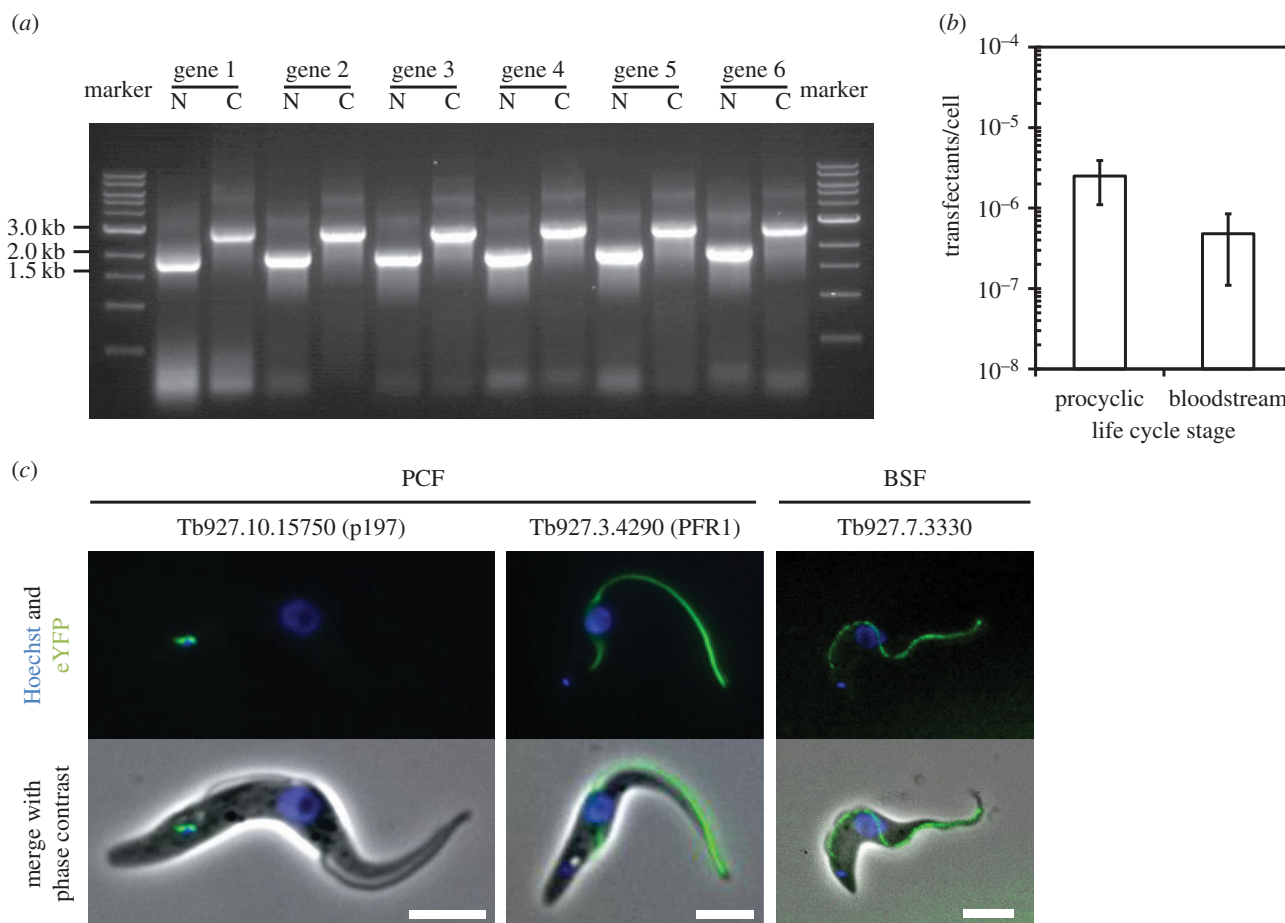 (a)
gene 1 gene 2 gene 3 gene 4 gene 5 gene 6
marker N C N C N C N C N C N C marker
3.0 kb
2.0 kb
1.5 kb
(b)
10⁻⁴
10⁻⁵
10⁻⁶
10⁻⁷
10⁻⁸
transfectants/cell
procyclic bloodstream
life cycle stage
(c)
PCF BSF
Tb927.10.15750 (p197) Tb927.3.4290 (PFR1) Tb927.7.3330
Hoechst and
eYFP
merge with
phase contrast